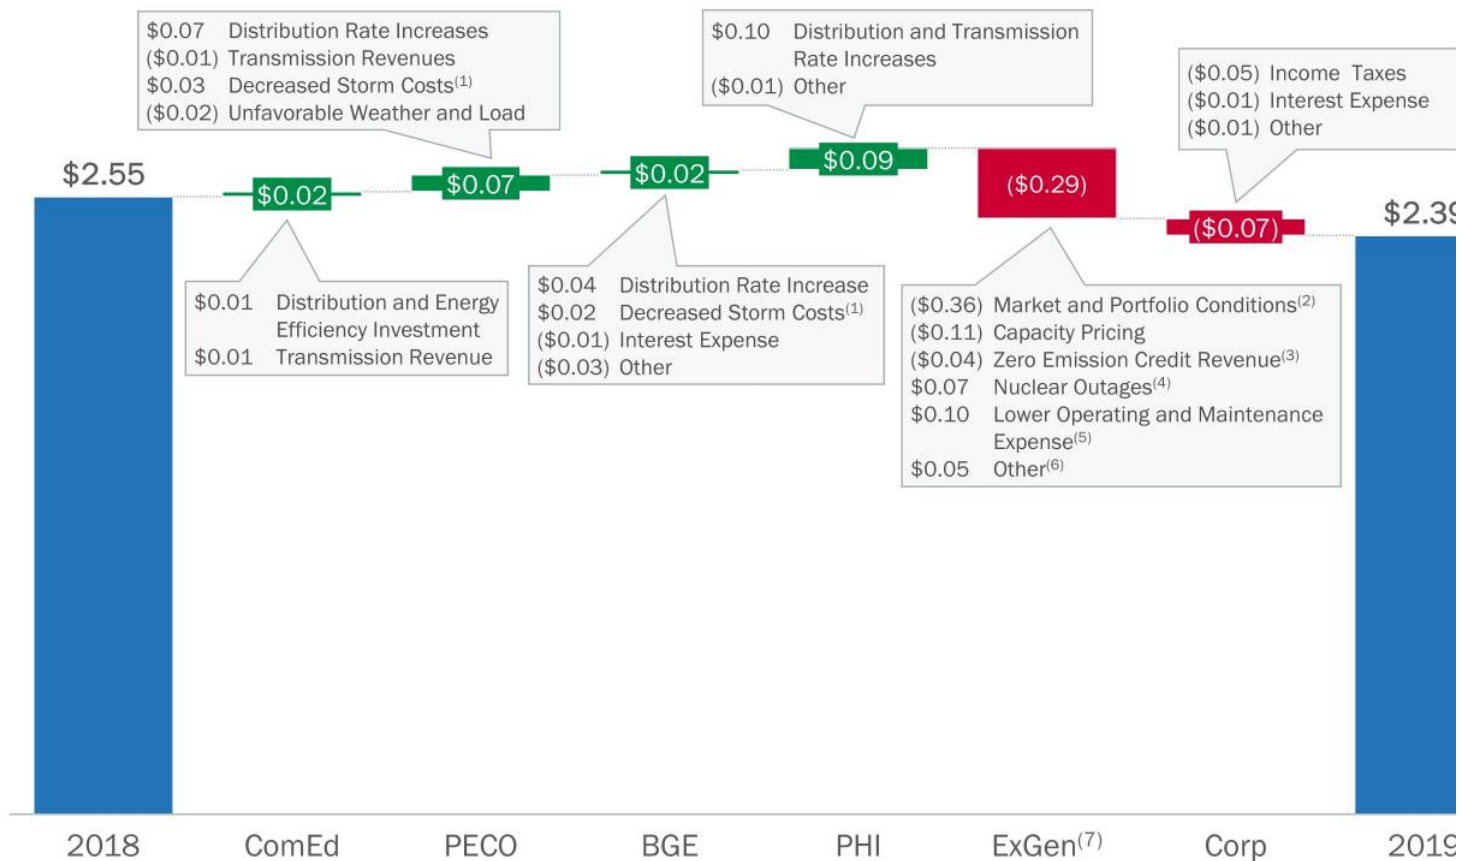 $0.07 Distribution Rate Increases
($0.01) Transmission Revenues
$0.03 Decreased Storm Costs(1)
($0.02) Unfavorable Weather and Load
$0.10 Distribution and Transmission
Rate Increases
($0.01) Other
($0.05) Income Taxes
($0.01) Interest Expense
($0.01) Other
$2.55
$0.02
$0.07
$0.02
$0.09
($0.29)
($0.07)
$2.39
$0.01 Distribution and Energy
Efficiency Investment
$0.01 Transmission Revenue
$0.04 Distribution Rate Increase
$0.02 Decreased Storm Costs(1)
($0.01) Interest Expense
($0.03) Other
($0.36) Market and Portfolio Conditions(2)
($0.11) Capacity Pricing
($0.04) Zero Emission Credit Revenue(3)
$0.07 Nuclear Outages(4)
$0.10 Lower Operating and Maintenance
Expense(5)
$0.05 Other(6)
2018 ComEd PECO BGE PHI ExGen(7) Corp 2019